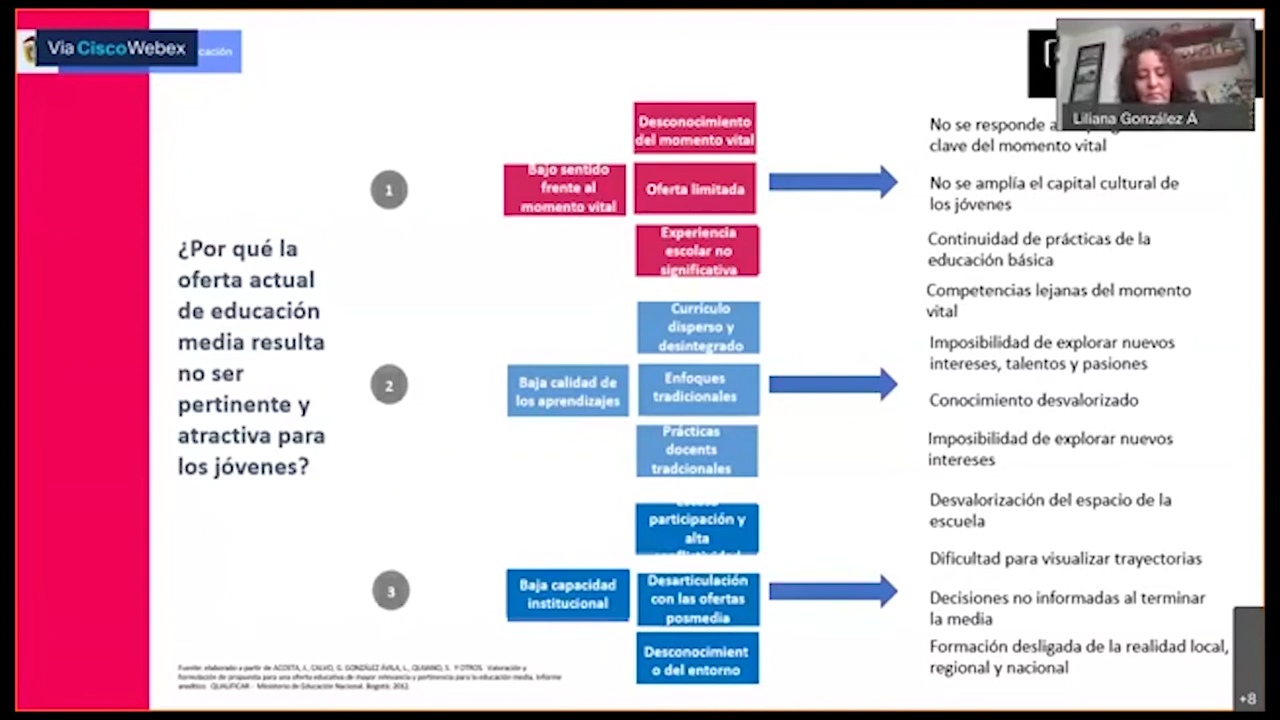 Via CiscoWebex
cación
Liliana González Á
¿Por qué la
oferta actual
de educación
media resulta
no ser
pertinente y
atractiva para
los jóvenes?
1
Bajo sentido
frente al
momento vital
Desconocimiento
del momento vital
Oferta limitada
Experiencia
escolar no
significativa
No se responde a
clave del momento vital
No se amplía el capital cultural de
los jóvenes
Continuidad de prácticas de la
educación básica
Competencias lejanas del momento
vital
2
Baja calidad de
los aprendizajes
Currículo
disperso y
desintegrado
Enfoques
tradicionales
Prácticas
docents
tradcionales
Imposibilidad de explorar nuevos
intereses, talentos y pasiones
Conocimiento desvalorizado
Imposibilidad de explorar nuevos
intereses
3
Baja capacidad
institucional
participación y
alta
Desarticulación
con las ofertas
posmedia
Desconocimient
o del entorno
Desvalorización del espacio de la
escuela
Dificultad para visualizar trayectorias
Decisiones no informadas al terminar
la media
Formación desligada de la realidad local,
regional y nacional
Fuente: elaborado a partir de ACOSTA, J., CALVO, G. GONZÁLEZ ÁVILA, L., QUIJANO, S. Y OTROS. Valoración y
formulación de propuesta para una oferta educativa de mayor relevancia y pertinencia para la educación media. Informe
analítico. QUALIFICAR - Ministerio de Educación Nacional. Bogotá. 2012.
+8